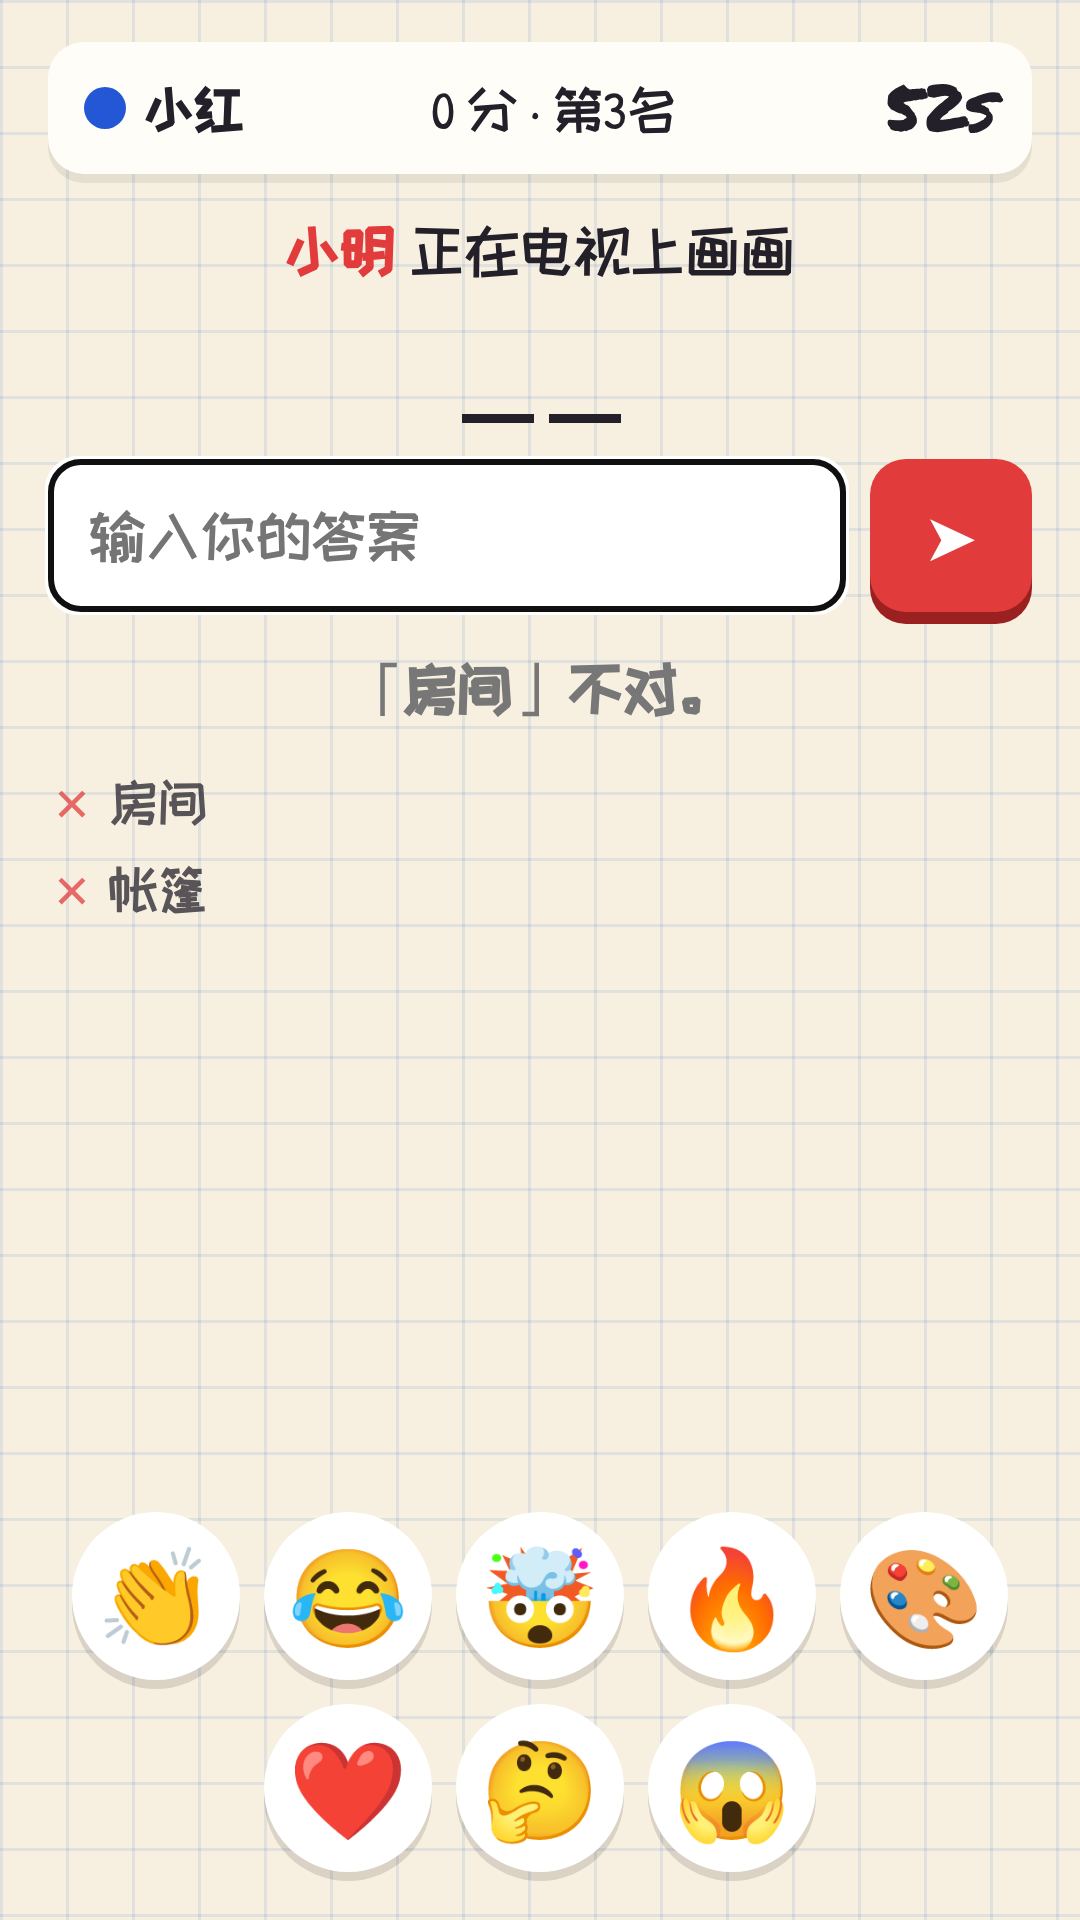 小红 0 分 · 第3名 52s
小明 正在电视上画画
输入你的答案
「房间」不对。
× 房间
× 帐篷